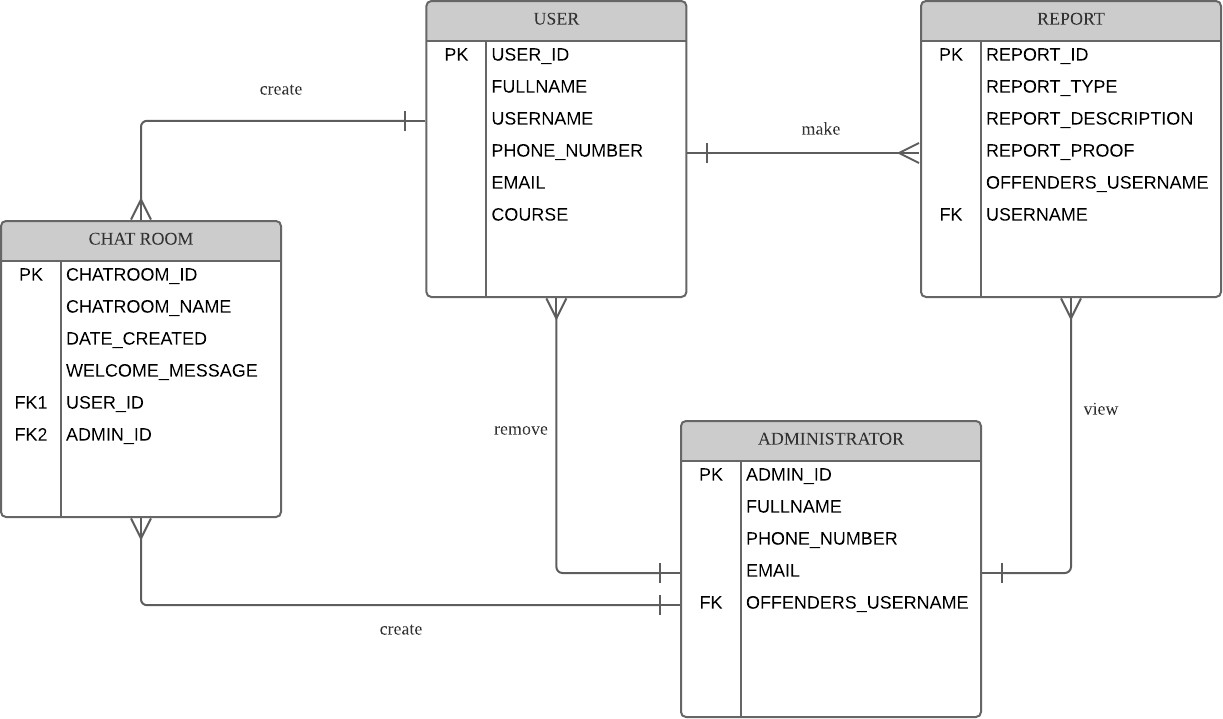 USER
PK USER_ID
FULLNAME
USERNAME
PHONE_NUMBER
EMAIL
COURSE
REPORT
PK REPORT_ID
REPORT_TYPE
REPORT_DESCRIPTION
REPORT_PROOF
OFFENDERS_USERNAME
FK USERNAME
create
make
CHAT ROOM
PK CHATROOM_ID
CHATROOM_NAME
DATE_CREATED
WELCOME_MESSAGE
FK1 USER_ID
FK2 ADMIN_ID
remove
view
ADMINISTRATOR
PK ADMIN_ID
FULLNAME
PHONE_NUMBER
EMAIL
FK OFFENDERS_USERNAME
create